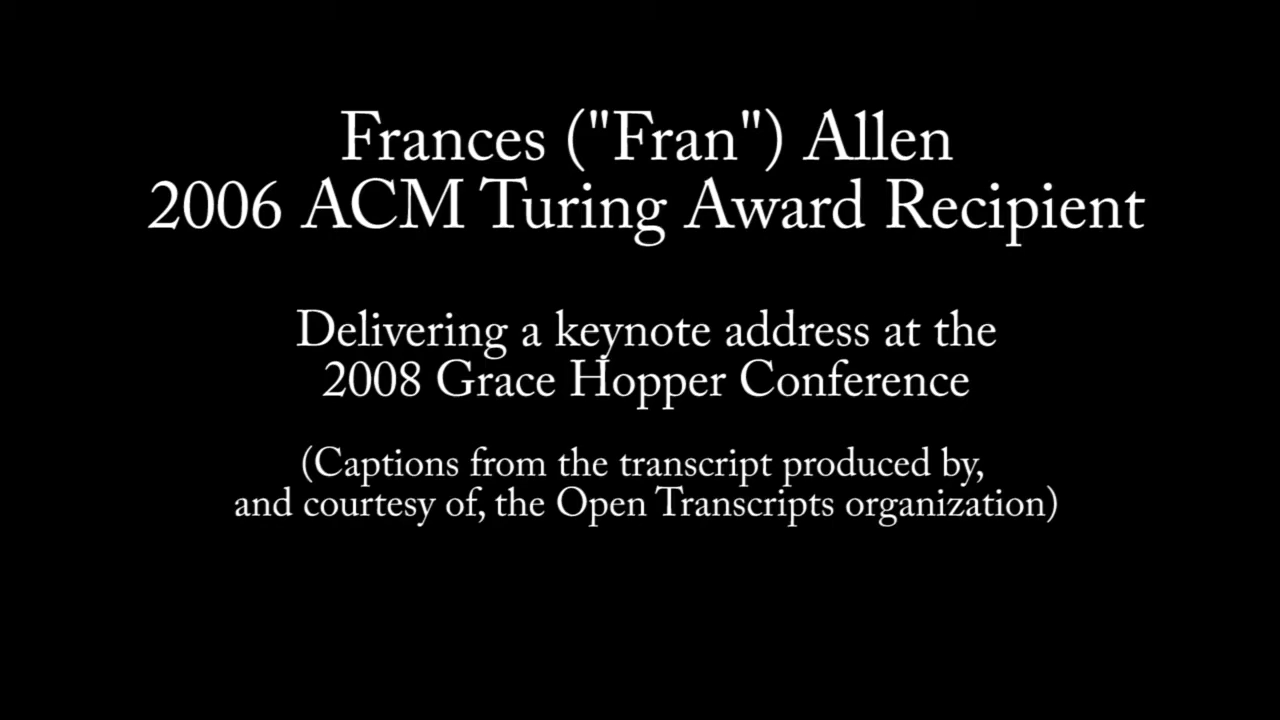 Frances ("Fran") Allen
2006 ACM Turing Award Recipient
Delivering a keynote address at the
2008 Grace Hopper Conference
(Captions from the transcript produced by,
and courtesy of, the Open Transcripts organization)